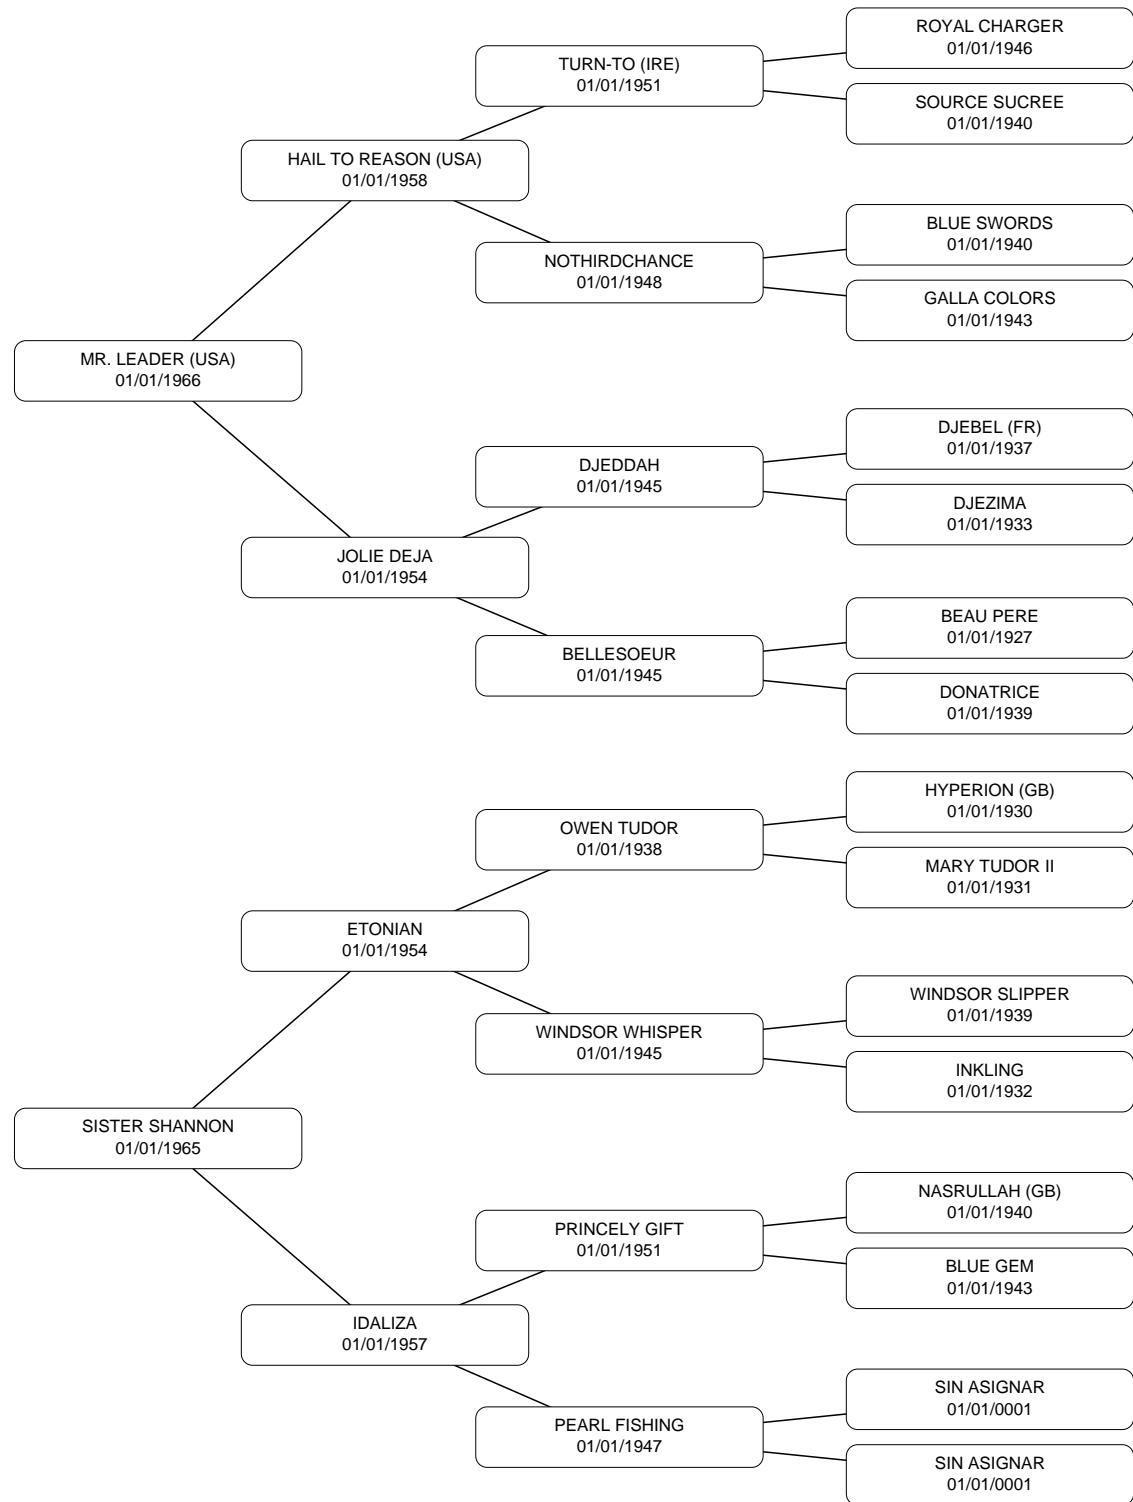 ROYAL CHARGER
01/01/1946
TURN-TO (IRE)
01/01/1951
SOURCE SUCREE
01/01/1940
HAIL TO REASON (USA)
01/01/1958
BLUE SWORDS
01/01/1940
NOTHIRDCHANCE
01/01/1948
GALLA COLORS
01/01/1943
MR. LEADER (USA)
01/01/1966
DJEBEL (FR)
01/01/1937
DJEDDAH
01/01/1945
DJEZIMA
01/01/1933
JOLIE DEJA
01/01/1954
BEAU PERE
01/01/1927
BELLESOEUR
01/01/1945
DONATRICE
01/01/1939
HYPERION (GB)
01/01/1930
OWEN TUDOR
01/01/1938
MARY TUDOR II
01/01/1931
ETONIAN
01/01/1954
WINDSOR SLIPPER
01/01/1939
WINDSOR WHISPER
01/01/1945
INKLING
01/01/1932
SISTER SHANNON
01/01/1965
NASRULLAH (GB)
01/01/1940
PRINCELY GIFT
01/01/1951
BLUE GEM
01/01/1943
IDALIZA
01/01/1957
SIN ASIGNAR
01/01/0001
PEARL FISHING
01/01/1947
SIN ASIGNAR
01/01/0001